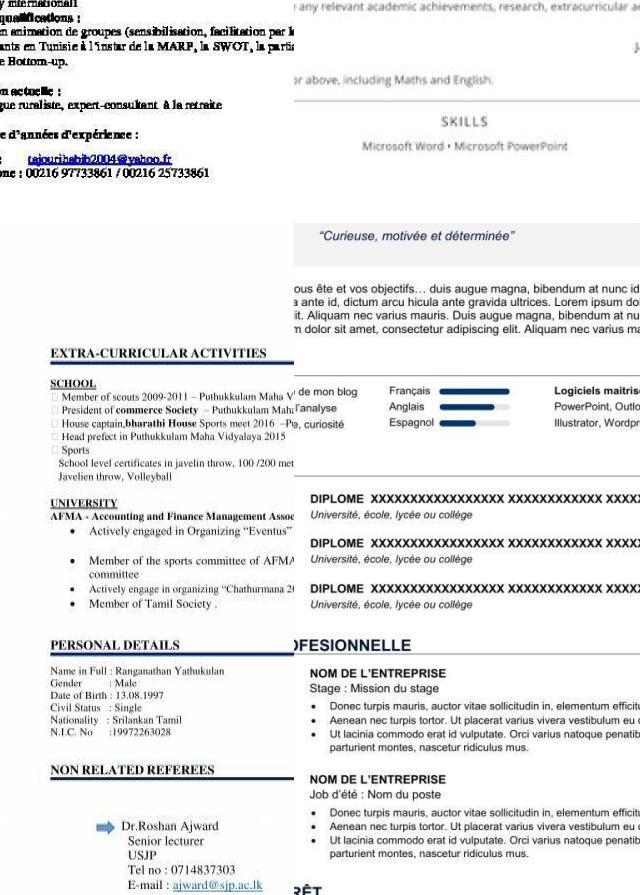 y internationall
qualifications :
n animation de groupes (sensibilisation, facilitation par l
ants en Tunisie à l'instar de la MARP, la SWOT, la partic
e Bottom-up.
on actuelle :
gue ruraliste, expert-consultant à la retraite
e d'années d'expérience :
: tajourihabib2004@yahoo.fr
one : 00216 97733861 / 00216 25733861
EXTRA-CURRICULAR ACTIVITIES
SCHOOL
Member of scouts 2009-2011 – Puthukkulam Maha V
President of commerce Society – Puthukkulam Maha
House captain,bharathi House Sports meet 2016 –Pu
Head prefect in Puthukkulam Maha Vidyalaya 2015
Sports
School level certificates in javelin throw, 100 /200 met
Javelien throw, Volleyball
UNIVERSITY
AFMA - Accounting and Finance Management Assoc
• Actively engaged in Organizing “Eventus”
• Member of the sports committee of AFMA
committee
• Actively engage in organizing “Chathurmana 20
• Member of Tamil Society .
PERSONAL DETAILS
Name in Full : Ranganathan Yathukulan
Gender : Male
Date of Birth : 13.08.1997
Civil Status : Single
Nationality : Srilankan Tamil
N.I.C. No :19972263028
NON RELATED REFEREES
Dr.Roshan Ajward
Senior lecturer
USJP
Tel no : 0714837303
E-mail : ajward@sjp.ac.lk
any relevant academic achievements, research, extracurricular a
or above, including Maths and English.
SKILLS
Microsoft Word • Microsoft PowerPoint
“Curieuse, motivée et déterminée”
ous ête et vos objectifs… duis augue magna, bibendum at nunc id
a ante id, dictum arcu hicula ante gravida ultrices. Lorem ipsum dol
it. Aliquam nec varius mauris. Duis augue magna, bibendum at nu
m dolor sit amet, consectetur adipiscing elit. Aliquam nec varius ma
de mon blog
l'analyse
e, curiosité
Français
Anglais
Espagnol
Logiciels maitris
PowerPoint, Outlo
Illustrator, Wordpr
DIPLOME XXXXXXXXXXXXXXXXX XXXXXXXXXXXXX
Université, école, lycée ou collège
DIPLOME XXXXXXXXXXXXXXXXX XXXXXXXXXXXXX
Université, école, lycée ou collège
DIPLOME XXXXXXXXXXXXXXXXX XXXXXXXXXXXXX
Université, école, lycée ou collège
OFESIONNELLE
NOM DE L’ENTREPRISE
Stage : Mission du stage
• Donec turpis mauris, auctor vitae sollicitudin in, elementum efficitu
• Aenean nec turpis tortor. Ut placerat varius vivera vestibulum eu c
• Ut lacinia commodo erat id vulputate. Orci varius natoque penatib
parturient montes, nascetur ridiculus mus.
NOM DE L’ENTREPRISE
Job d’été : Nom du poste
• Donec turpis mauris, auctor vitae sollicitudin in, elementum efficitu
• Aenean nec turpis tortor. Ut placerat varius vivera vestibulum eu c
• Ut lacinia commodo erat id vulputate. Orci varius natoque penatib
parturient montes, nascetur ridiculus mus.
RÊT